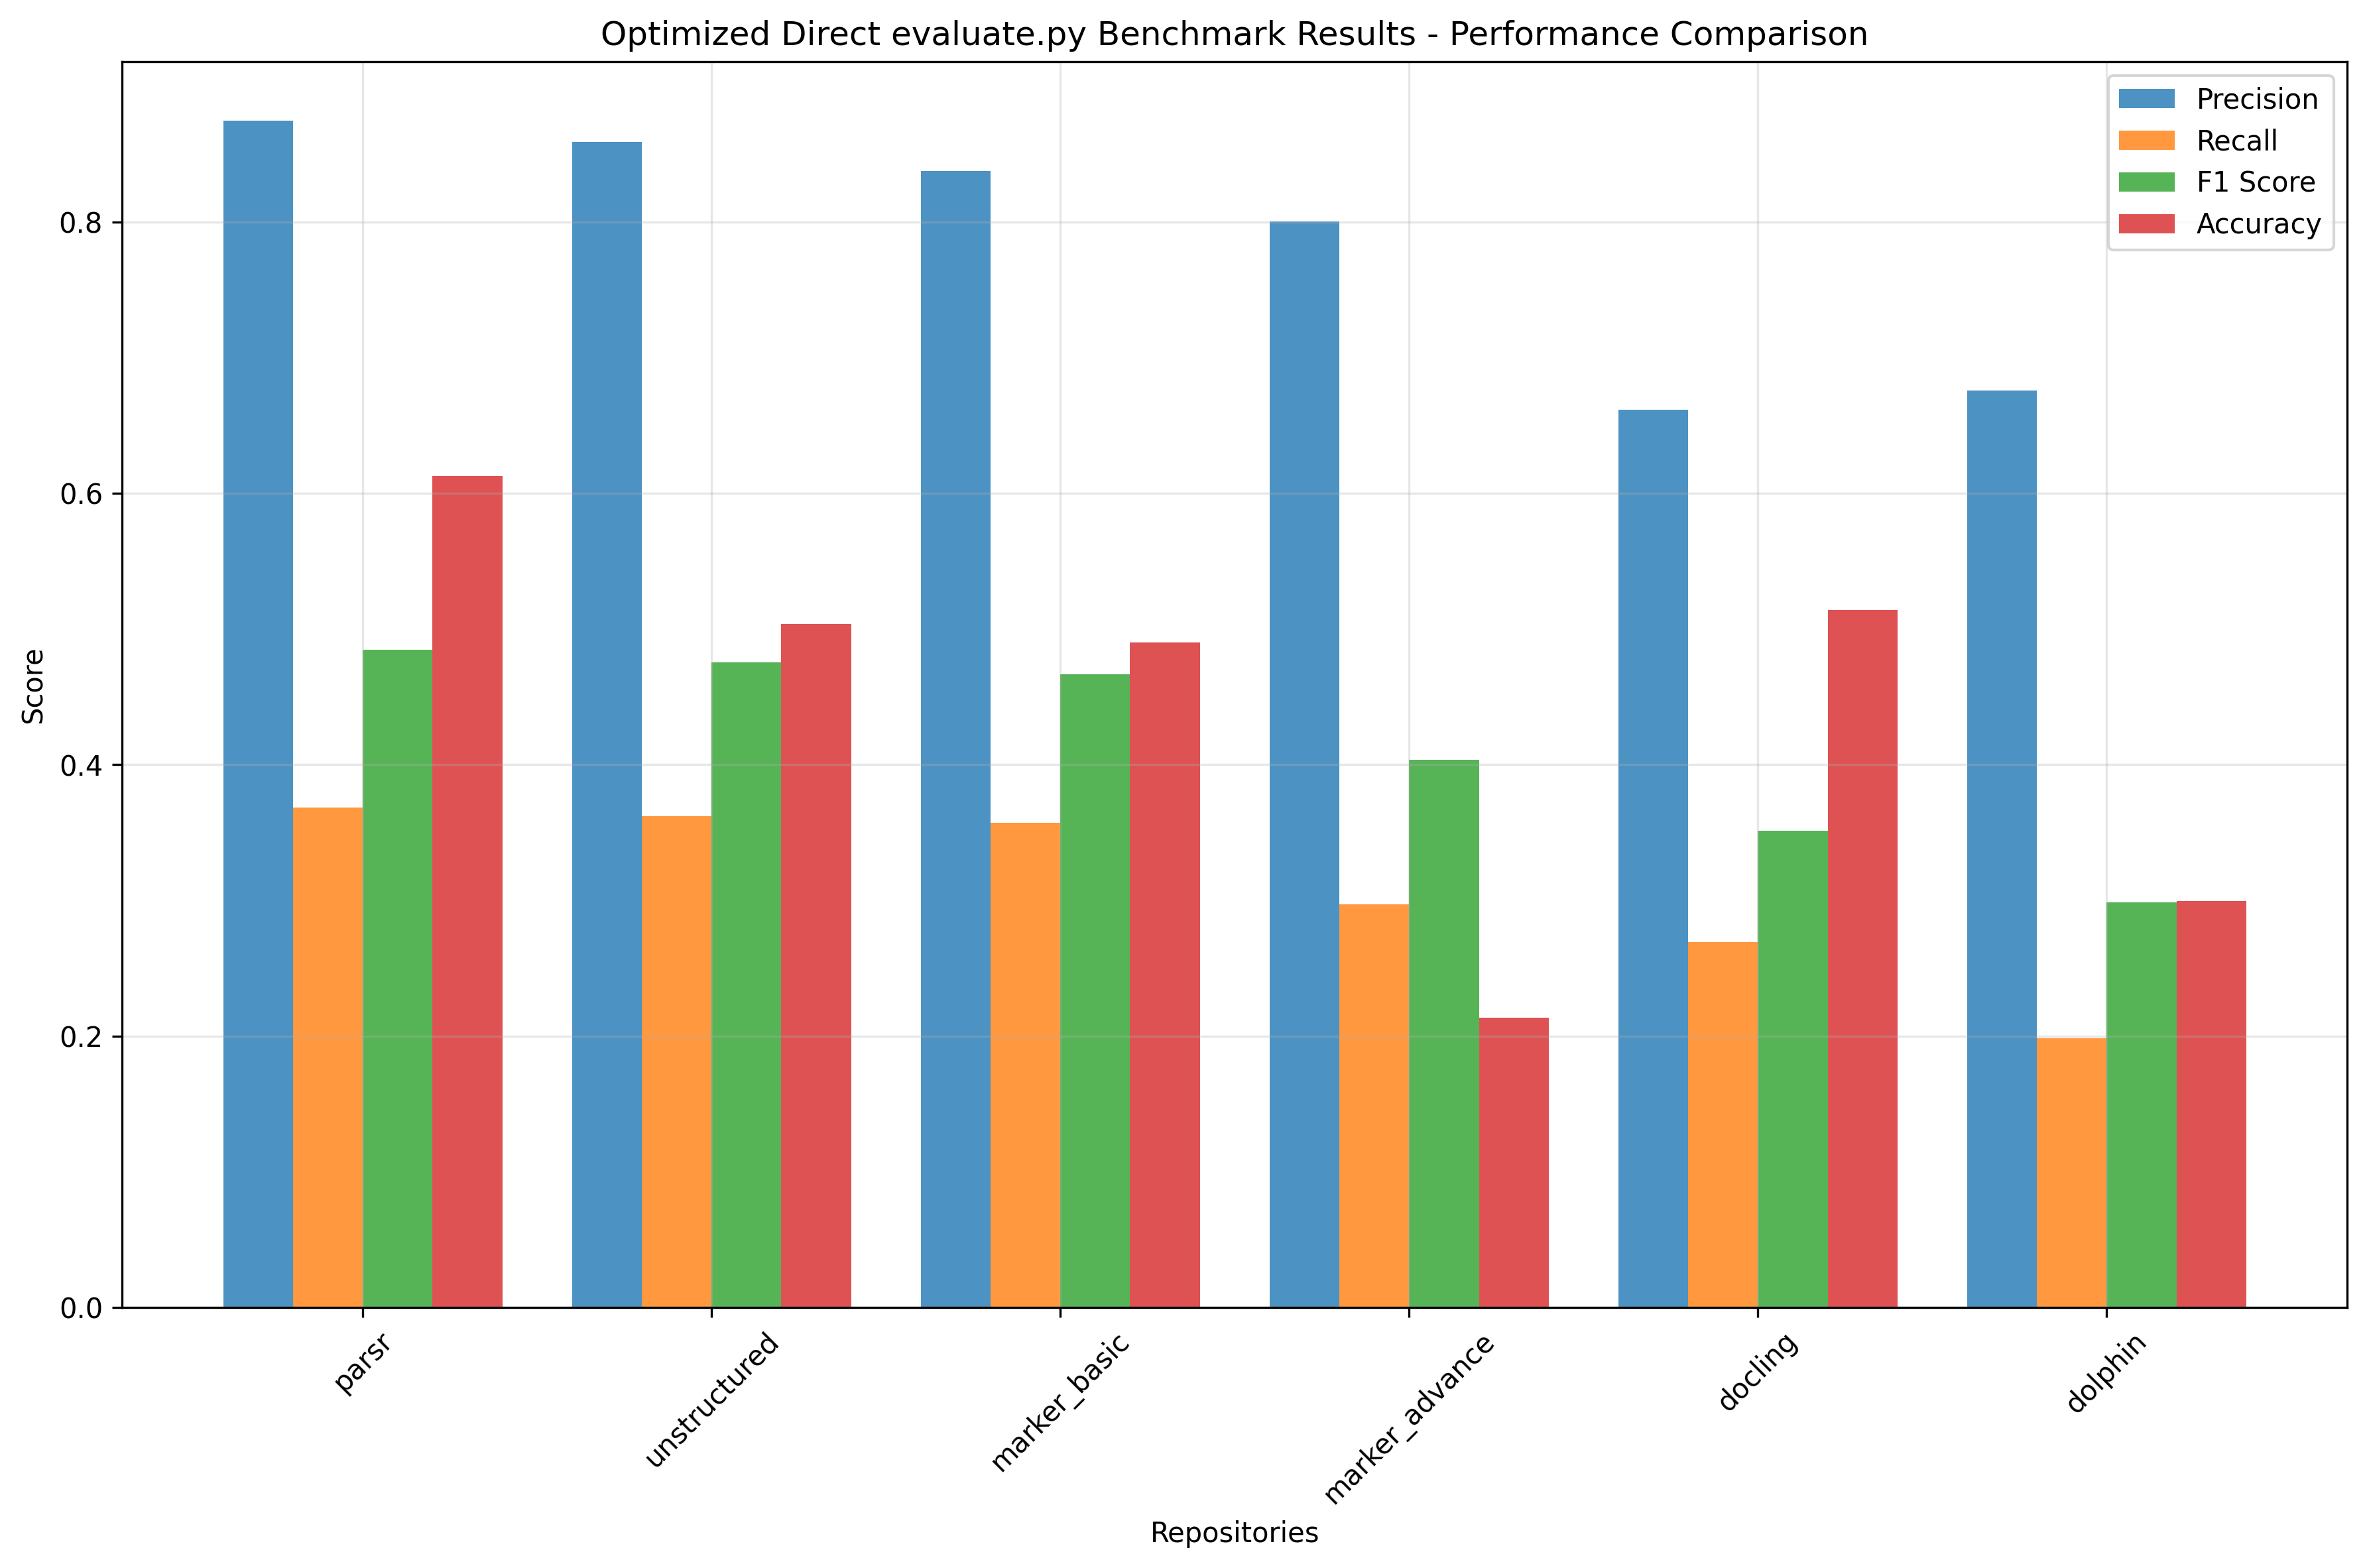 Optimized Direct evaluate.py Benchmark Results - Performance Comparison
Precision
Recall
F1 Score
Accuracy
Score
0.8
0.6
0.4
0.2
0.0
parsr
unstructured
marker_basic
marker_advance
docling
dolphin
Repositories